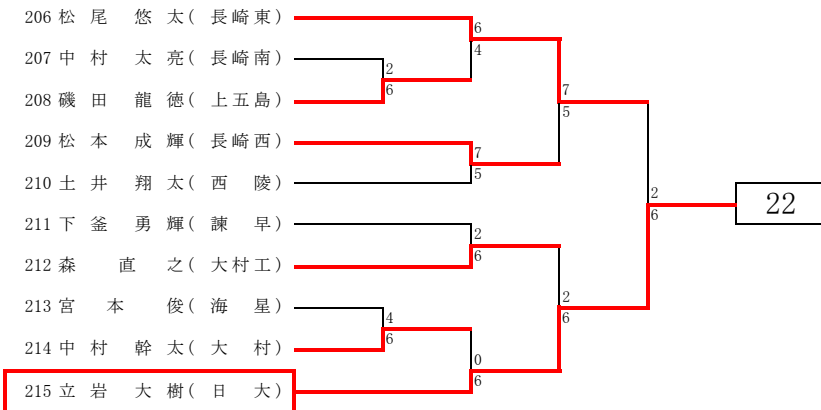 206 松尾 悠太(長崎東)
6
4
207 中村 太亮(長崎南)
2
6
208 磯田 龍徳(上五島)
7
5
209 松本 成輝(長崎西)
7
5
210 土井 翔太(西陵)
2
6
22
211 下釜 勇輝(諫早)
2
6
212 森 直之(大村工)
2
6
213 宮本 俊(海星)
4
6
214 中村 幹太(大村)
0
6
215 立岩 大樹(日大)